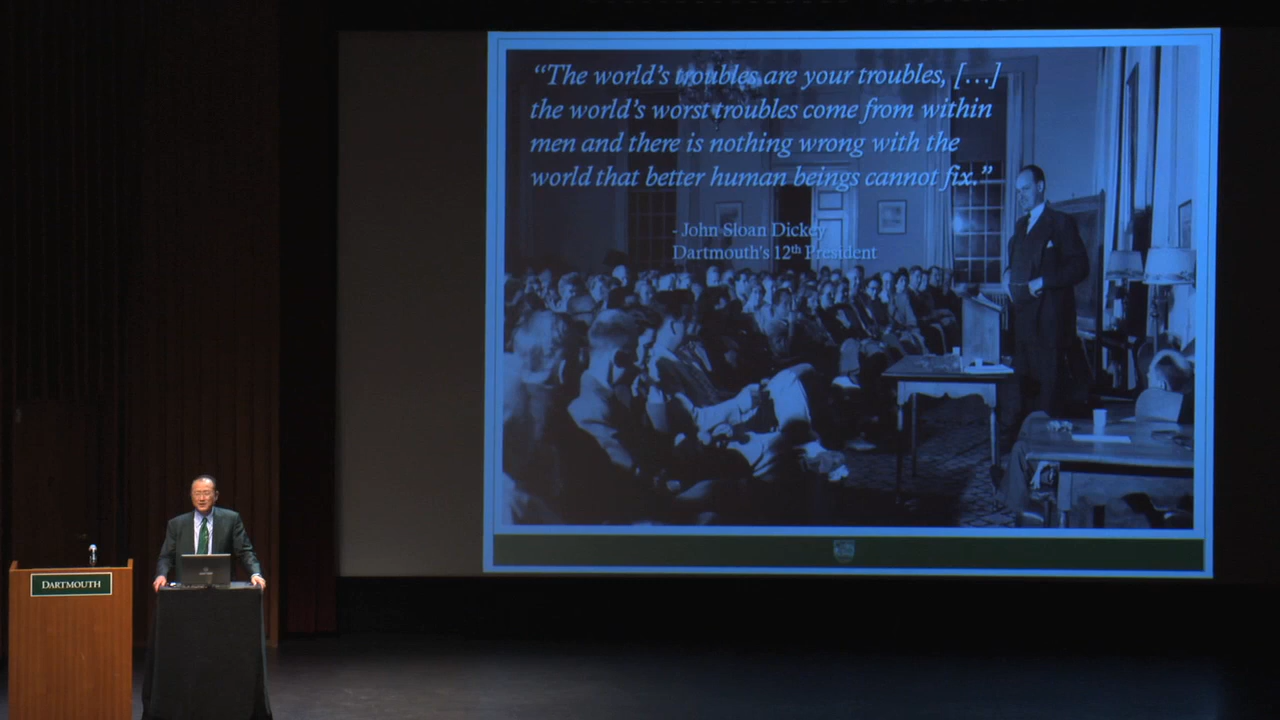 “The world’s troubles are your troubles, […]
the world’s worst troubles come from within
men and there is nothing wrong with the
world that better human beings cannot fix.”
- John Sloan Dickey
Dartmouth's 12th President
DARTMOUTH